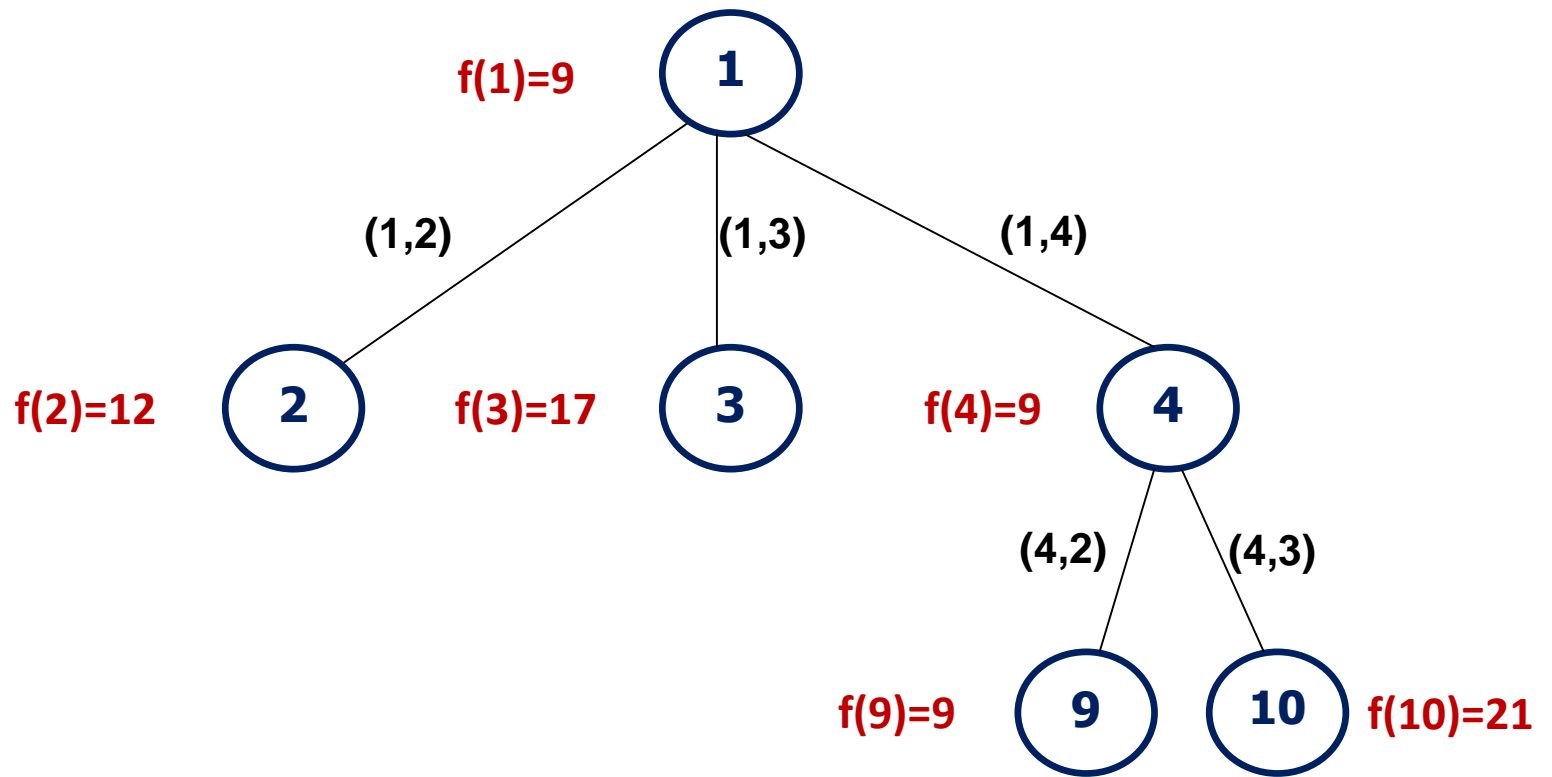 1
f(1)=9
(1,2)
(1,3)
(1,4)
f(2)=12
2
f(3)=17
3
f(4)=9
4
(4,2)
(4,3)
f(9)=9
9
10
f(10)=21